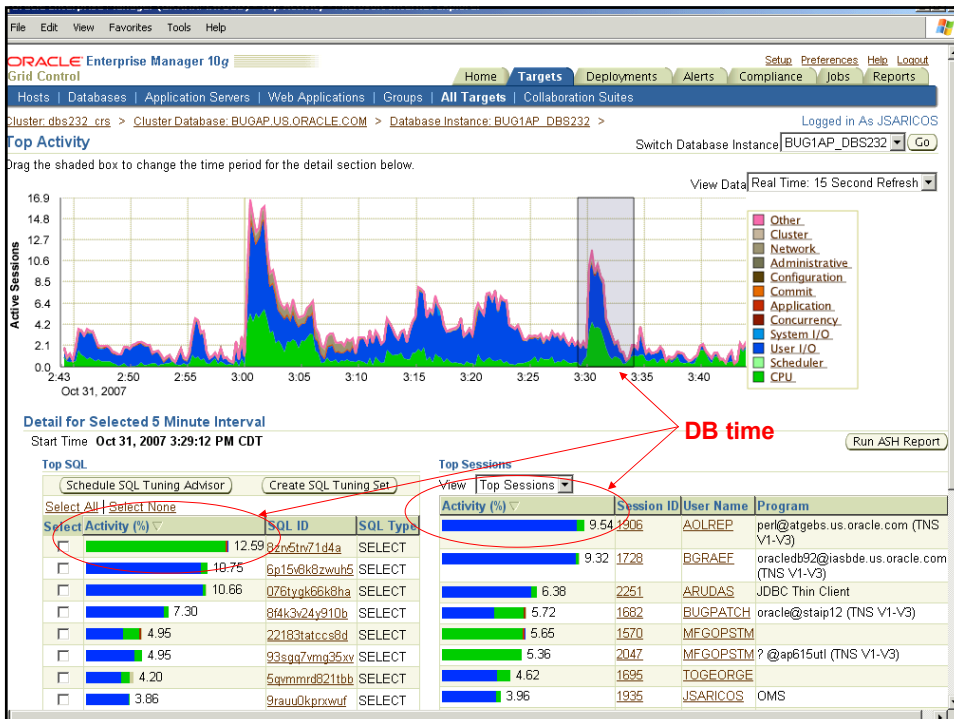 File Edit View Favorites Tools Help
ORACLE Enterprise Manager 10g
Grid Control
Setup Preferences Help Logout
Home Targets Deployments Alerts Compliance Jobs Reports
Hosts | Databases | Application Servers | Web Applications | Groups | All Targets | Collaboration Suites
Cluster: dbs232_crs > Cluster Database: BUGAP.US.ORACLE.COM > Database Instance: BUG1AP_DBS232 >
Logged in As JSARICOS
Top Activity
Switch Database Instance BUG1AP_DBS232 Go
Drag the shaded box to change the time period for the detail section below.
View Data Real Time: 15 Second Refresh
Active Sessions
16.9
14.8
12.7
10.6
8.5
6.4
4.2
2.1
0.0
2:43 2:50 2:55 3:00 3:05 3:10 3:15 3:20 3:25 3:30 3:35 3:40
Oct 31, 2007
Other
Cluster
Network
Administrative
Configuration
Commit
Application
Concurrency
System I/O
User I/O
Scheduler
CPU
DB time
Detail for Selected 5 Minute Interval
Start Time Oct 31, 2007 3:29:12 PM CDT
Run ASH Report
Top SQL
Schedule SQL Tuning Advisor Create SQL Tuning Set
Select All | Select None
Select Activity (%) SQL ID SQL Type
12.59 8zrv5trv71d4a SELECT
10.75 6p15v8k8zwuh5 SELECT
10.66 076tygk66k8ha SELECT
7.30 8f4k3v24y910b SELECT
4.95 22183tatccs8d SELECT
4.95 93sgq7vmg35xv SELECT
4.20 5qvmmrd821tbb SELECT
3.86 9rauu0kprxwuf SELECT
Top Sessions
View Top Sessions
Activity (%) Session ID User Name Program
9.54 1906 AOLREP perl@atgebs.us.oracle.com (TNS
V1-V3)
9.32 1728 BGRAEF oracledb92@iasbde.us.oracle.com
(TNS V1-V3)
6.38 2251 ARUDAS JDBC Thin Client
5.72 1682 BUGPATCH oracle@staip12 (TNS V1-V3)
5.65 1570 MFGOPSTM
5.36 2047 MFGOPSTM ? @ap615utl (TNS V1-V3)
4.62 1695 TOGEORGE
3.96 1935 JSARICOS OMS